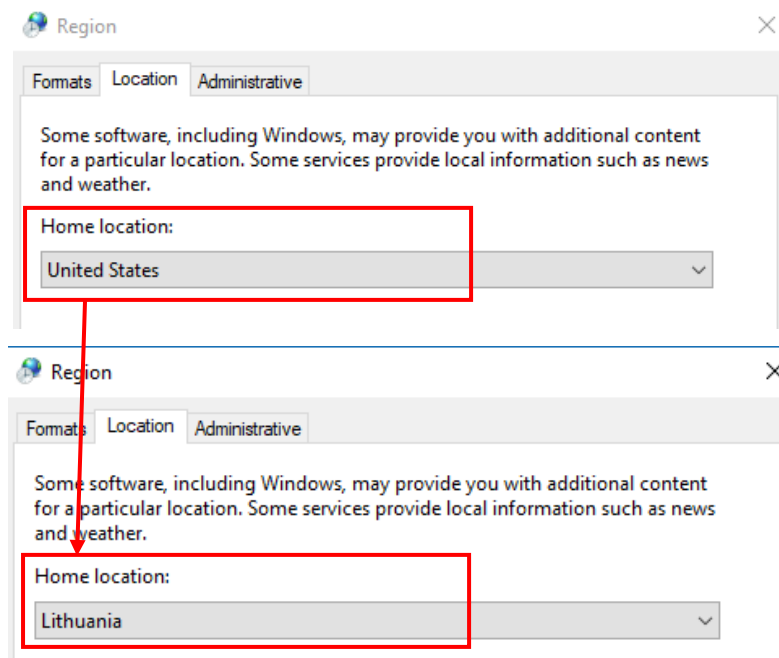 Region
Formats Location Administrative
Some software, including Windows, may provide you with additional content
for a particular location. Some services provide local information such as news
and weather.
Home location:
United States
Region
Formats Location Administrative
Some software, including Windows, may provide you with additional content
for a particular location. Some services provide local information such as news
and weather.
Home location:
Lithuania